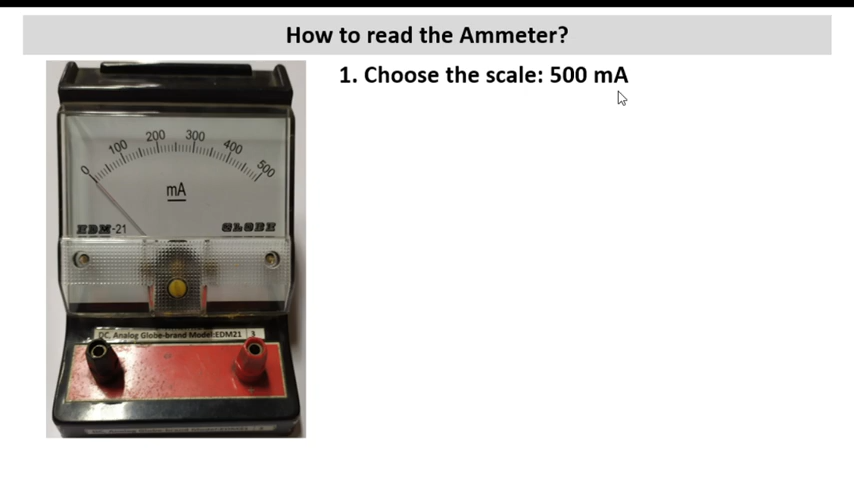 How to read the Ammeter?
1. Choose the scale: 500 mA
0 100 200 300 400 500
mA
EDM-21 GLOBE
DC. Analog Globe-brand Model:EDM21 3